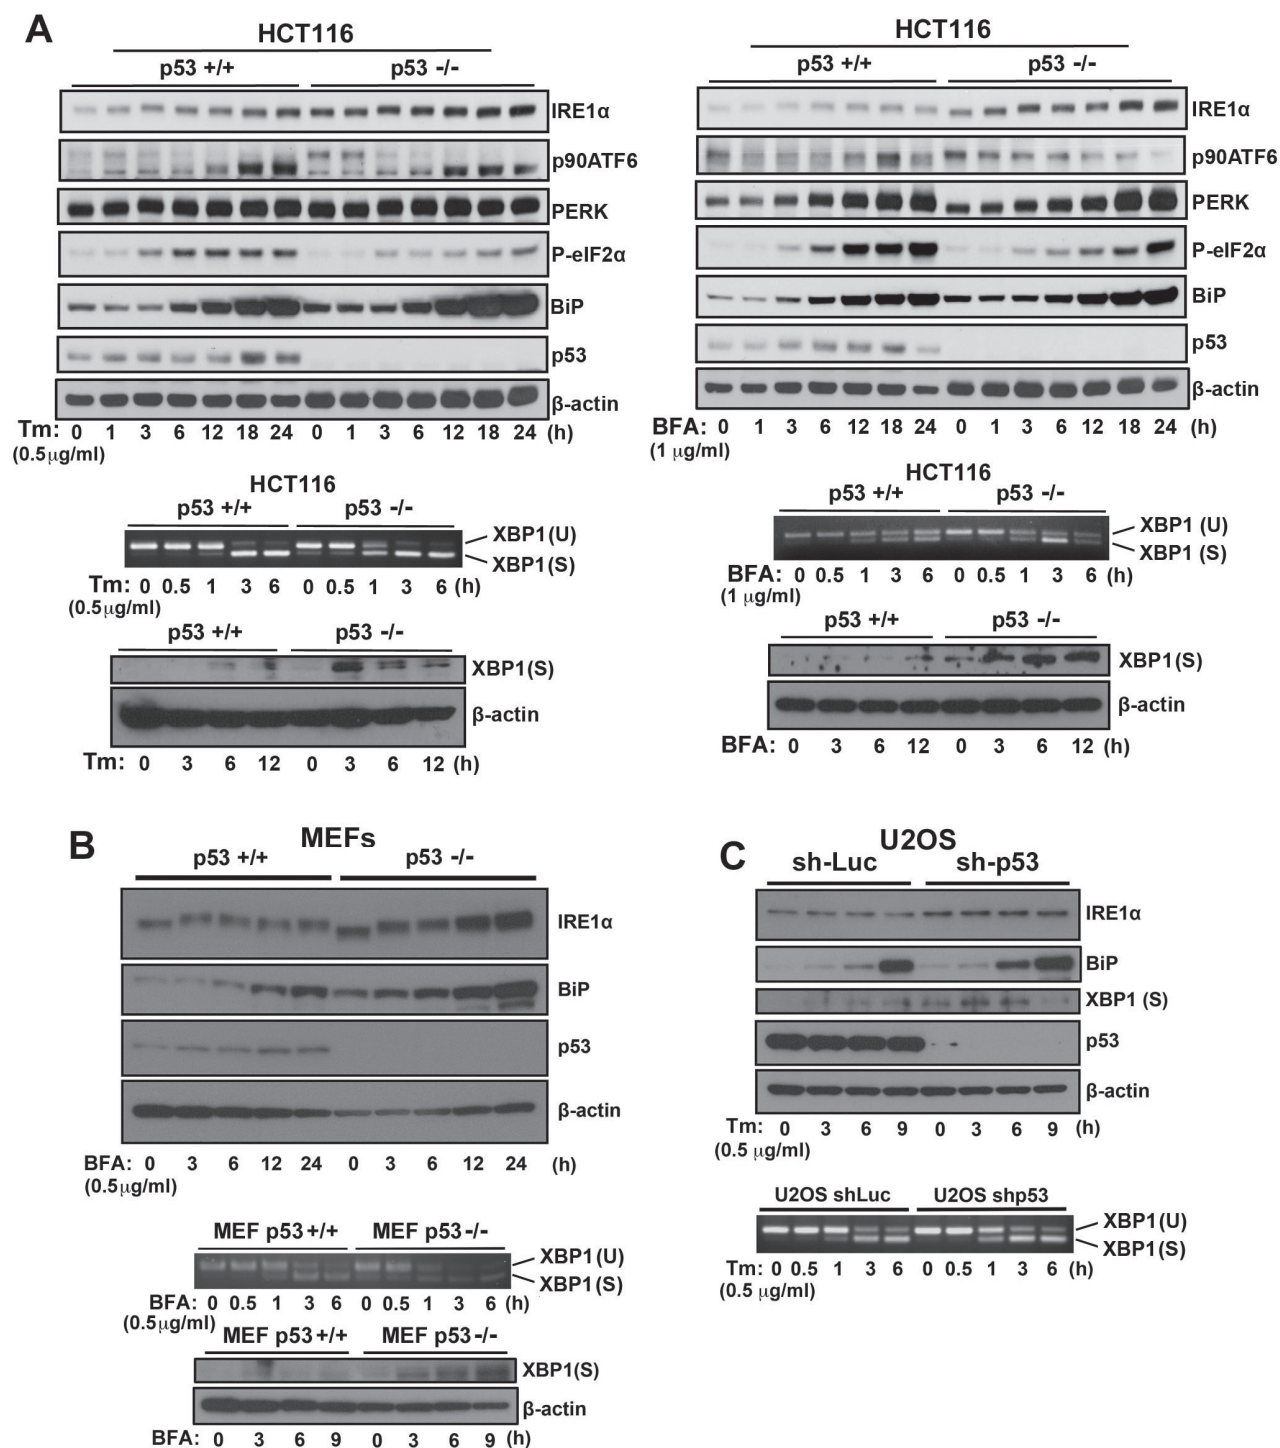 A
HCT116
p53 +/+ p53 -/-
IRE1α
p90ATF6
PERK
P-eIF2α
BiP
p53
β-actin
Tm: 0 1 3 6 12 18 24 0 1 3 6 12 18 24 (h)
(0.5μg/ml)
HCT116
p53 +/+ p53 -/-
XBP1(U)
XBP1(S)
Tm: 0 0.5 1 3 6 0 0.5 1 3 6 (h)
(0.5μg/ml)
p53 +/+ p53 -/-
XBP1(S)
β-actin
Tm: 0 3 6 12 0 3 6 12 (h)
HCT116
p53 +/+ p53 -/-
IRE1α
p90ATF6
PERK
P-eIF2α
BiP
p53
β-actin
BFA: 0 1 3 6 12 18 24 0 1 3 6 12 18 24 (h)
(1 μg/ml)
HCT116
p53 +/+ p53 -/-
XBP1 (U)
XBP1 (S)
BFA: 0 0.5 1 3 6 0 0.5 1 3 6 (h)
(1 μg/ml)
p53 +/+ p53 -/-
XBP1(S)
β-actin
BFA: 0 3 6 12 0 3 6 12 (h)
B
MEFs
p53 +/+ p53 -/-
IRE1α
BiP
p53
β-actin
BFA: 0 3 6 12 24 0 3 6 12 24 (h)
(0.5μg/ml)
MEF p53+/+ MEF p53-/-
XBP1(U)
XBP1(S)
BFA: 0 0.5 1 3 6 0 0.5 1 3 6 (h)
(0.5μg/ml)
MEF p53+/+ MEF p53-/-
XBP1(S)
β-actin
BFA: 0 3 6 9 0 3 6 9 (h)
C
U2OS
sh-Luc sh-p53
IRE1α
BiP
XBP1 (S)
p53
β-actin
Tm: 0 3 6 9 0 3 6 9 (h)
(0.5 μg/ml)
U2OS shLuc U2OS shp53
XBP1(U)
XBP1(S)
Tm: 0 0.5 1 3 6 0 0.5 1 3 6 (h)
(0.5 μg/ml)